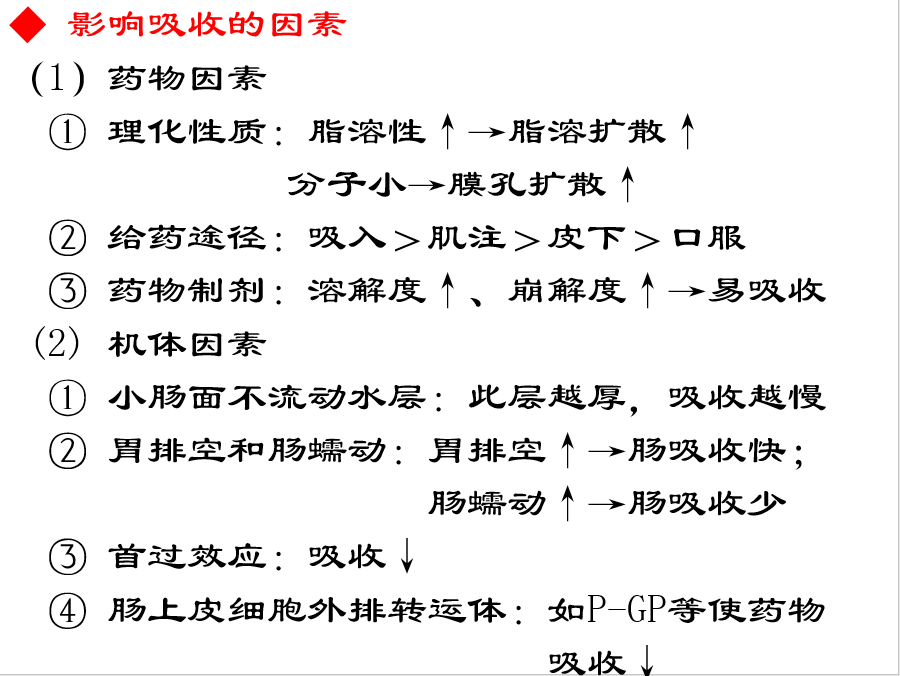 ◆ 影响吸收的因素
(1) 药物因素
① 理化性质：脂溶性↑→脂溶扩散↑
分子小→膜孔扩散↑
② 给药途径：吸入>肌注>皮下>口服
③ 药物制剂：溶解度↑、崩解度↑→易吸收
(2) 机体因素
① 小肠面不流动水层：此层越厚，吸收越慢
② 胃排空和肠蠕动：胃排空↑→肠吸收快；
肠蠕动↑→肠吸收少
③ 首过效应：吸收↓
④ 肠上皮细胞外排转运体：如P-GP等使药物
吸收↓